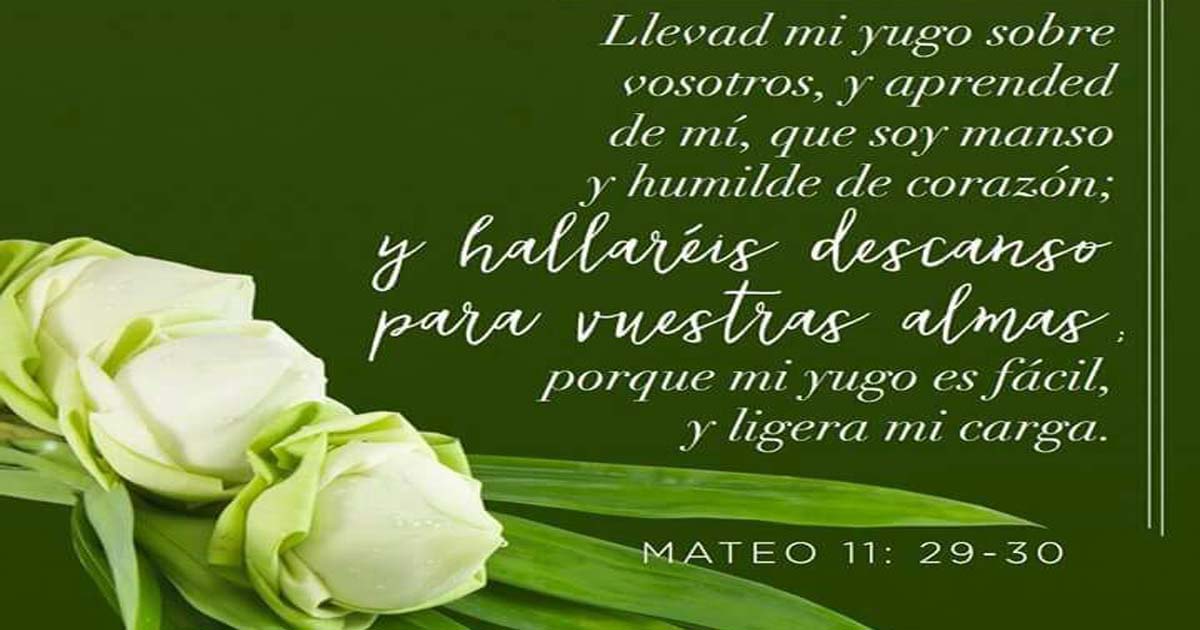 Llevad mi yugo sobre
vosotros, y aprended
de mí, que soy manso
y humilde de corazón;
y hallaréis descanso
para vuestras almas ;
porque mi yugo es fácil,
y ligera mi carga.
MATEO 11: 29-30